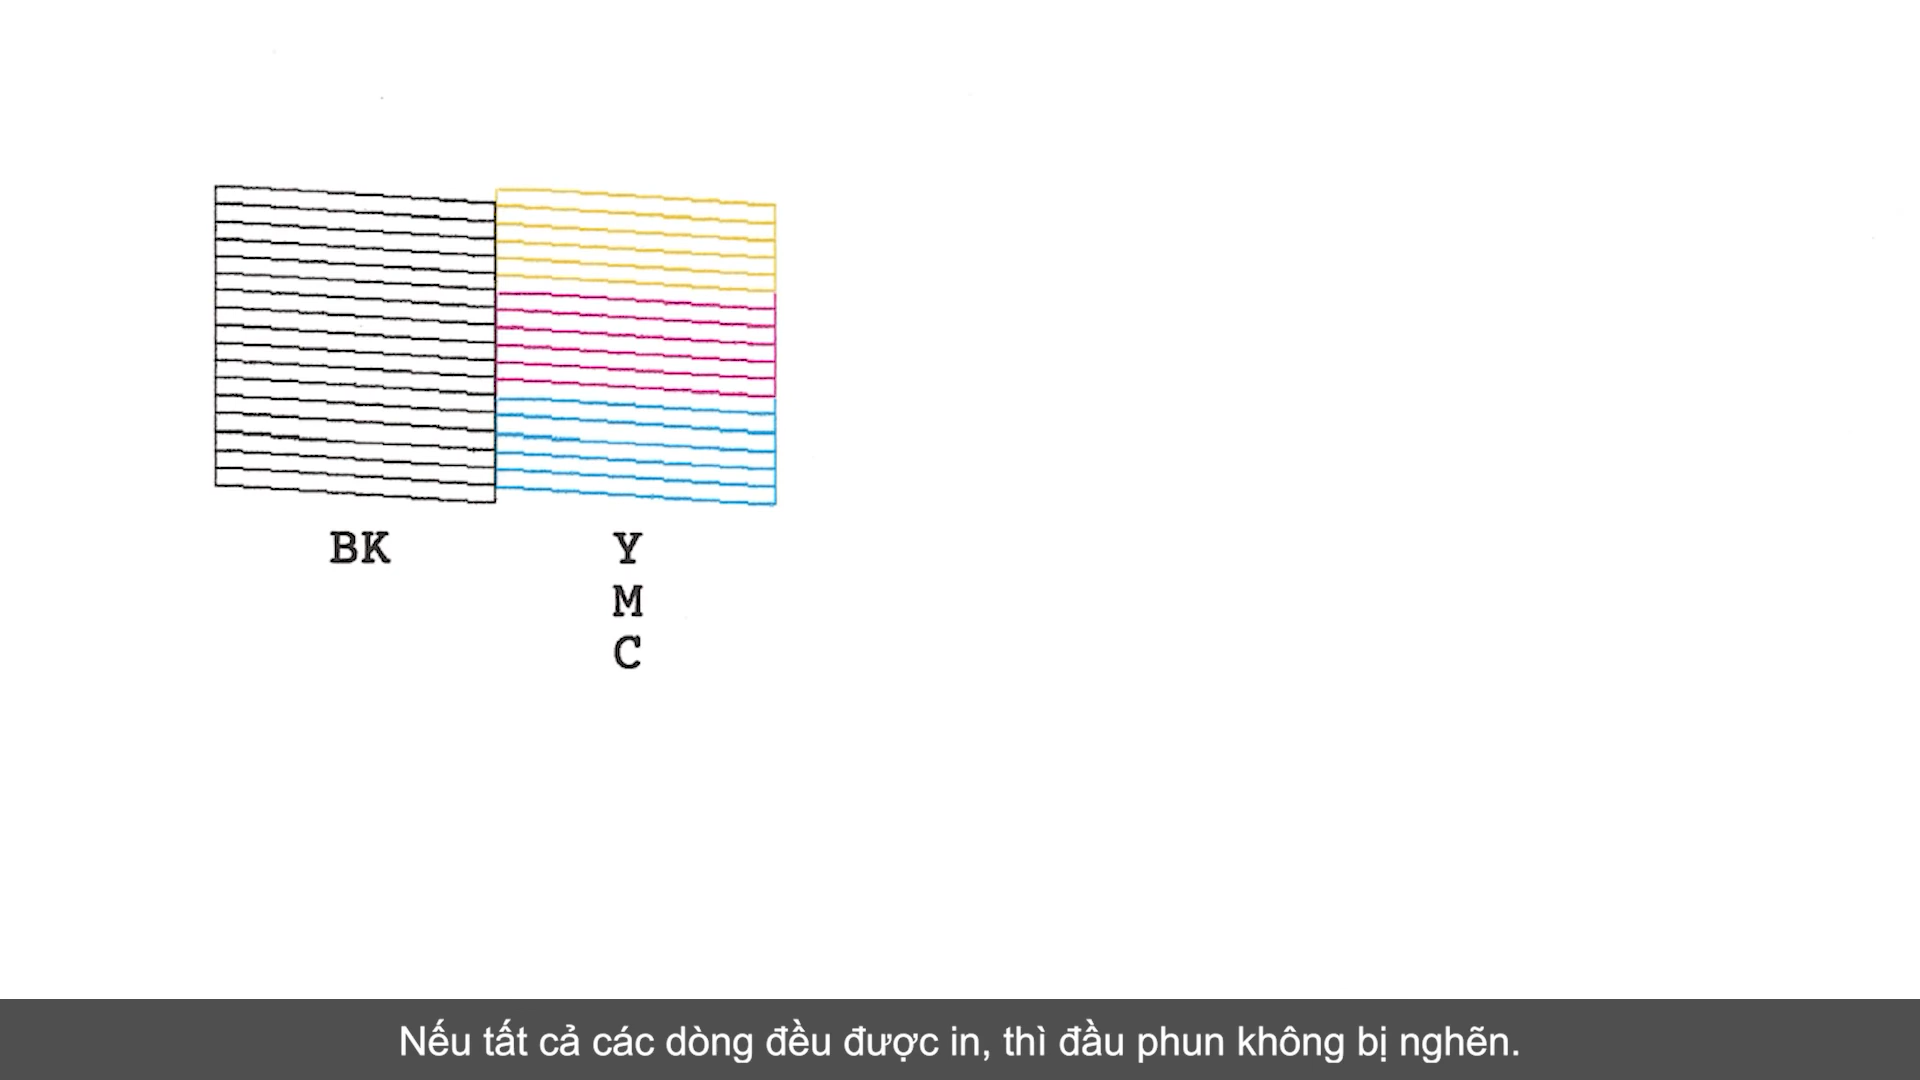 BK
Y
M
C
Nếu tất cả các dòng đều được in, thì đầu phun không bị nghẽn.